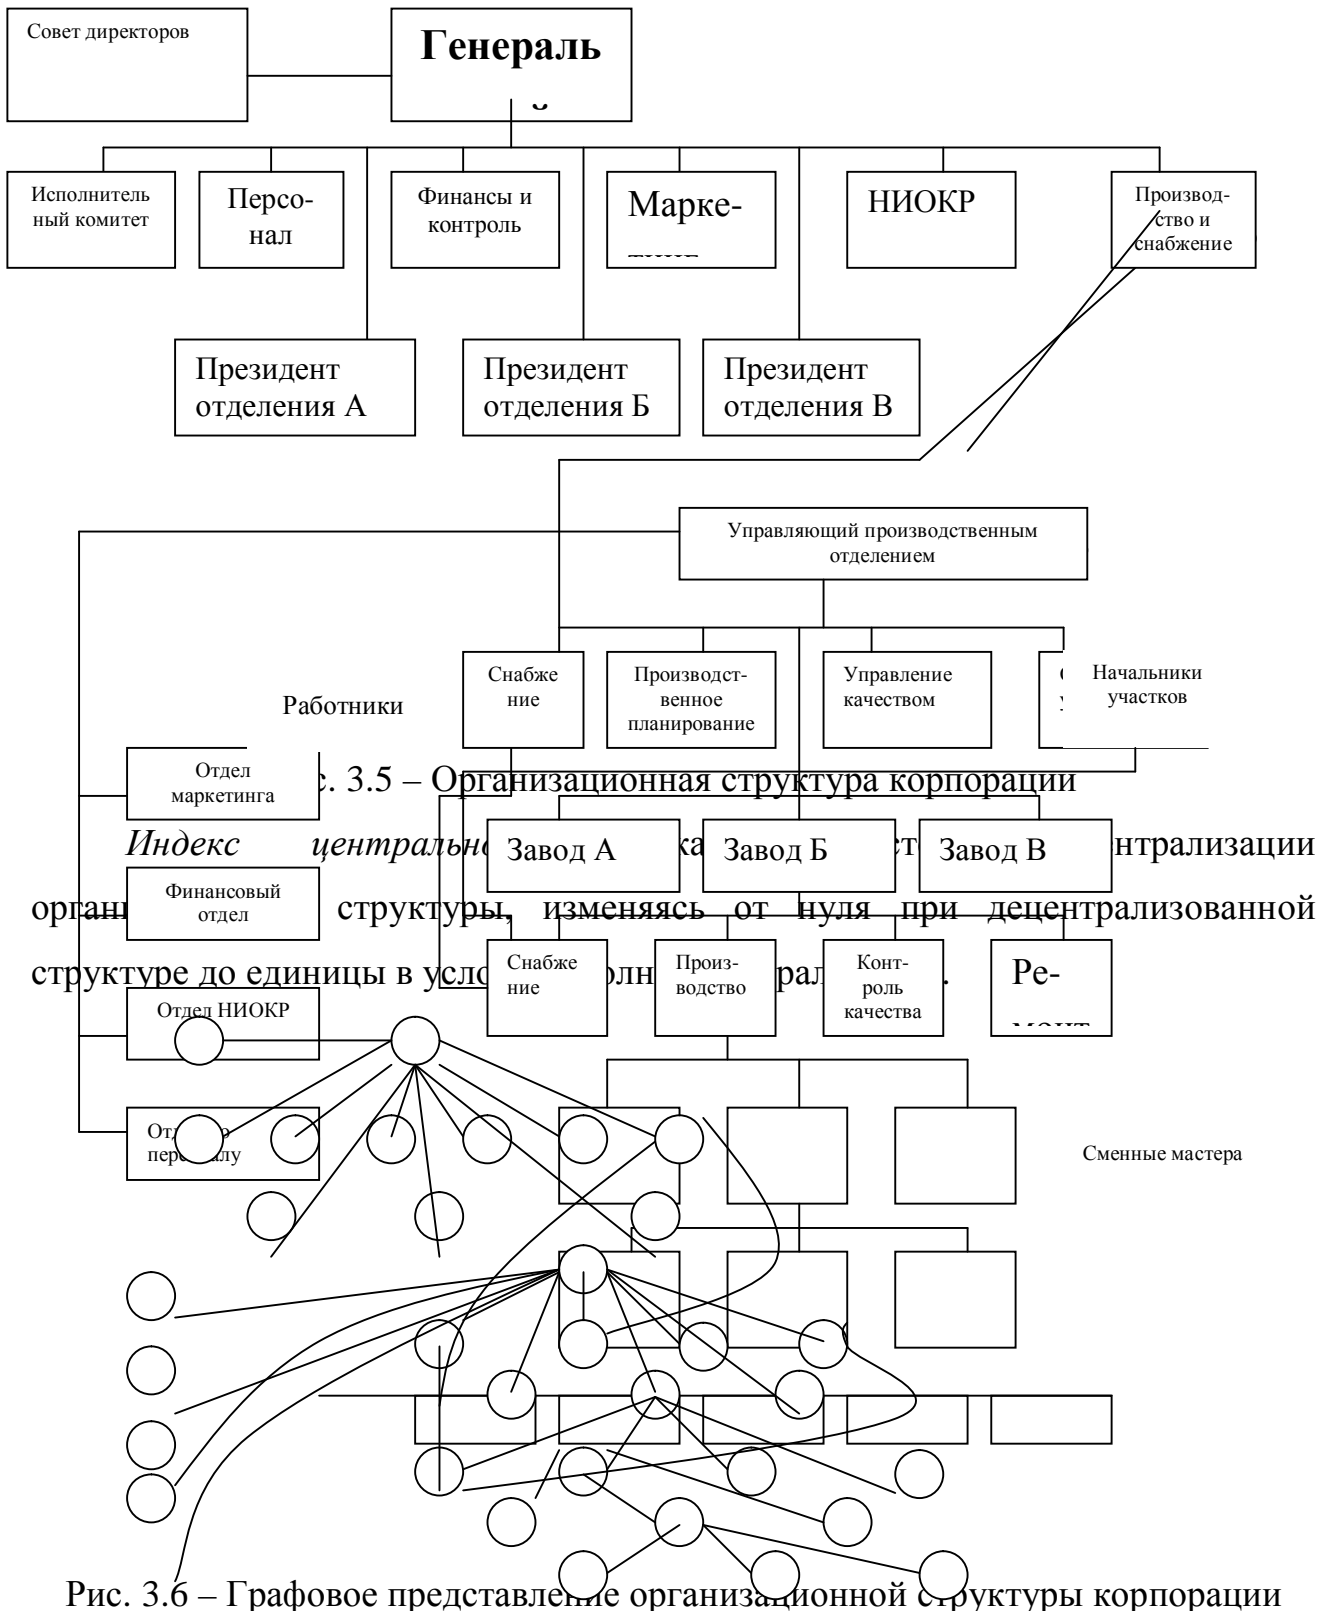 Совет директоров
Генераль
Исполнитель
ный комитет
Персо-
нал
Финансы и
контроль
Марке-
НИОКР
Производ-
ство и
снабжение
Президент
отделения А
Президент
отделения Б
Президент
отделения В
Управляющий производственным
отделением
Снабже
ние
Производст-
венное
планирование
Управление
качеством
Начальники
участков
Работники
Отдел
маркетинга
3.5 – Организационная структура корпорации
Индекс
Завод А
Завод Б
Завод В
Финансовый
отдел
структуры, изменяясь от нуля при децентрализованной
структуре до единицы в
Снабже
ние
Произ-
водство
Конт-
роль
качества
Ре-
Отдел НИОКР
Сменные мастера
Рис. 3.6 – Графовое представление организационной структуры корпорации